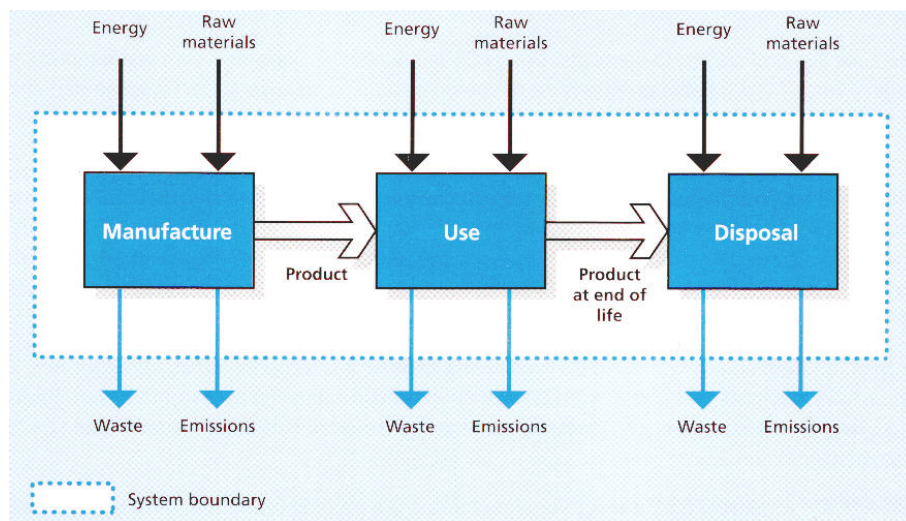 Energy
Raw
materials
Energy
Raw
materials
Energy
Raw
materials
Manufacture
Use
Disposal
Product
Product
at end of
life
Waste
Emissions
Waste
Emissions
Waste
Emissions
System boundary